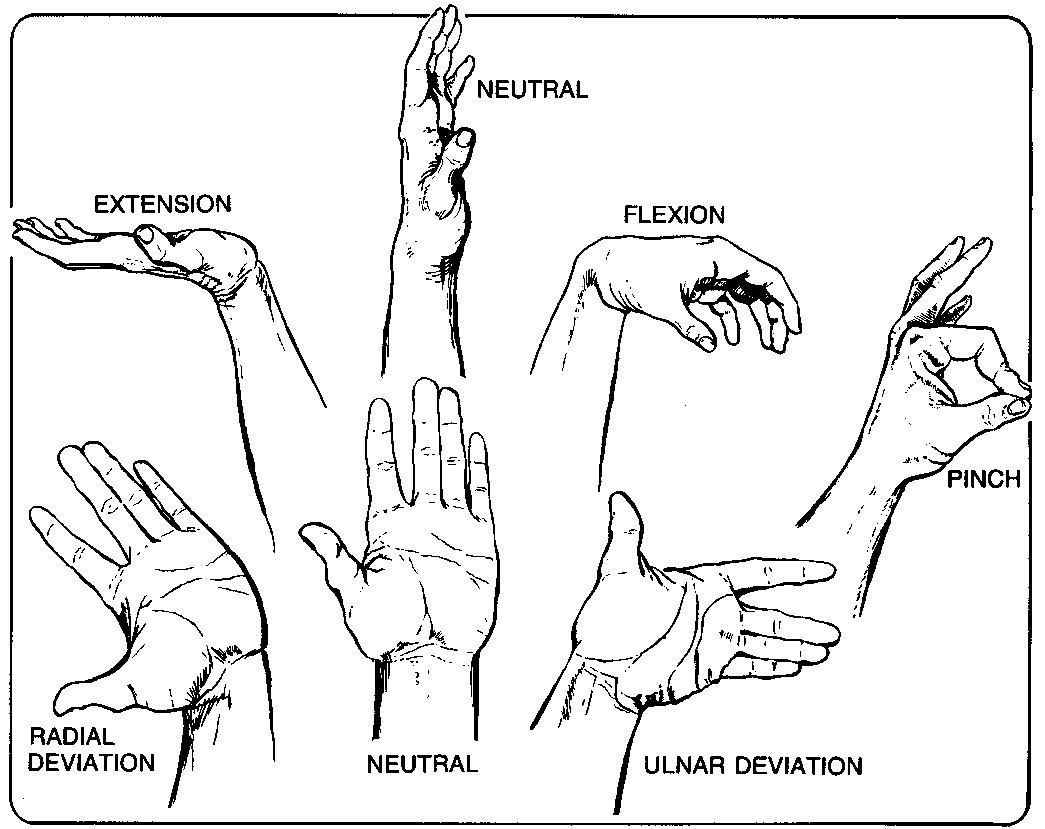 NEUTRAL
EXTENSION
FLEXION
PINCH
RADIAL
DEVIATION
NEUTRAL
ULNAR DEVIATION